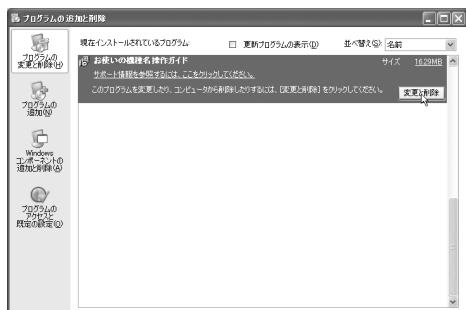 プログラムの追加と削除
現在インストールされているプログラム:
更新プログラムの表示(D)
並べ替え(S):
名前
プログラムの
変更と削除(H)
お使いの機種名操作ガイド
サイズ
16.29MB
サポート情報を参照するには、ここをクリックしてください。
このプログラムを変更したり、コンピュータから削除したりするには、[変更と削除] をクリックしてください。
変更と削除
プログラムの
追加(N)
Windows
コンポーネントの
追加と削除(A)
プログラムの
アクセスと
既定の設定(O)